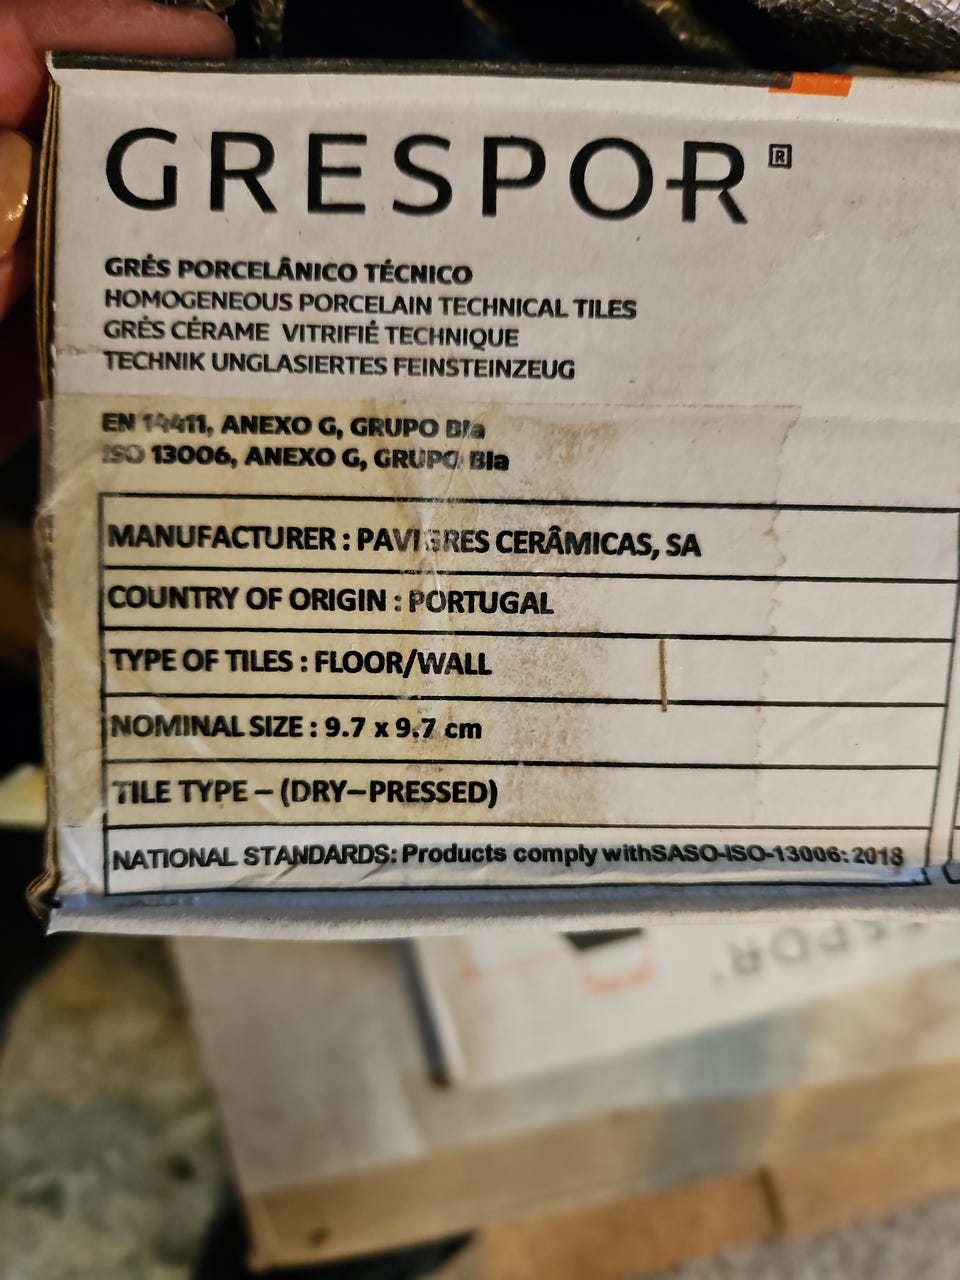 GRESPOR®
GRÉS PORCELÂNICO TÉCNICO
HOMOGENEOUS PORCELAIN TECHNICAL TILES
GRÉS CÉRAME VITRIFIÉ TECHNIQUE
TECHNIK UNGLASIERTES FEINSTEINZEUG
EN 14411, ANEXO G, GRUPO BIa
ISO 13006, ANEXO G, GRUPO BIa
MANUFACTURER : PAVIGRES CERÂMICAS, SA
COUNTRY OF ORIGIN : PORTUGAL
TYPE OF TILES : FLOOR/WALL
NOMINAL SIZE : 9.7 x 9.7 cm
TILE TYPE – (DRY–PRESSED)
NATIONAL STANDARDS: Products comply withSASO-ISO-13006: 2018